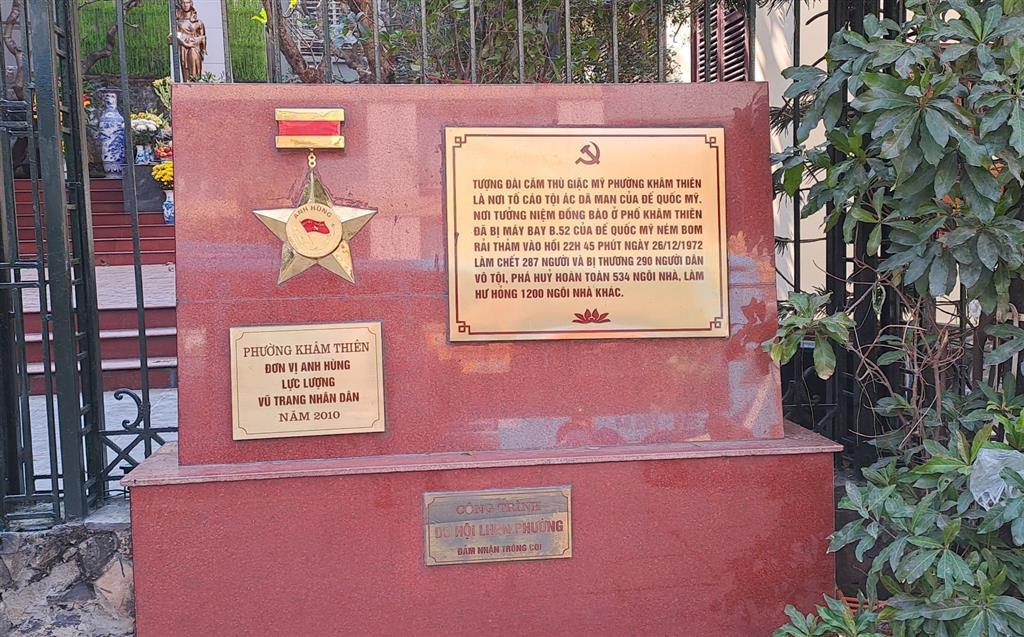 ANH HÙNG
TƯỢNG ĐÀI CĂM THÙ GIẶC MỸ PHƯỜNG KHÂM THIÊN
LÀ NƠI TỐ CÁO TỘI ÁC DÃ MAN CỦA ĐẾ QUỐC MỸ.
NƠI TƯỞNG NIỆM ĐỒNG BÀO Ở PHỐ KHÂM THIÊN
ĐÃ BỊ MÁY BAY B.52 CỦA ĐẾ QUỐC MỸ NÉM BOM
RẢI THẢM VÀO HỒI 22H 45 PHÚT NGÀY 26/12/1972
LÀM CHẾT 287 NGƯỜI VÀ BỊ THƯƠNG 290 NGƯỜI DÂN
VÔ TỘI, PHÁ HUỶ HOÀN TOÀN 534 NGÔI NHÀ, LÀM
HƯ HỎNG 1200 NGÔI NHÀ KHÁC.
PHƯỜNG KHÂM THIÊN
ĐƠN VỊ ANH HÙNG
LỰC LƯỢNG
VŨ TRANG NHÂN DÂN
NĂM 2010
CÔNG TRÌNH
DO HỘI LHPN PHƯỜNG
ĐẢM NHẬN TRÔNG COI